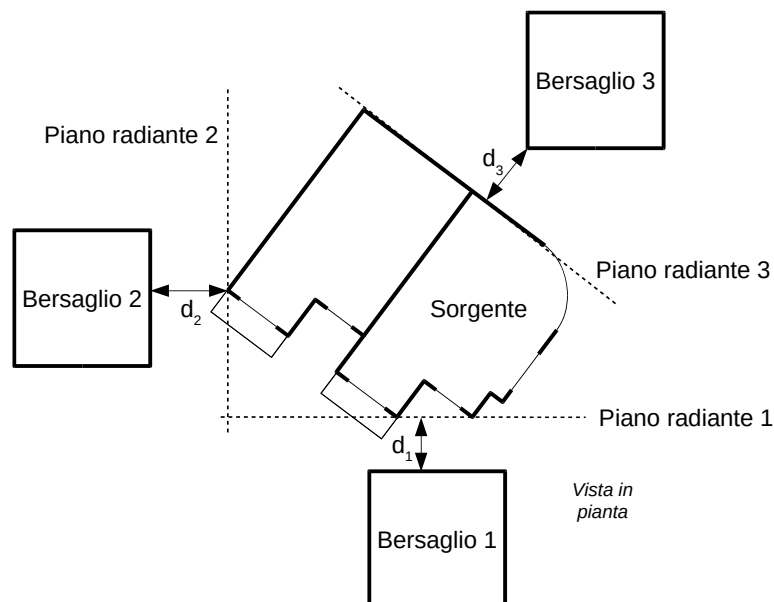 Bersaglio 3
Piano radiante 2
d3
Piano radiante 3
Bersaglio 2
d2
Sorgente
Piano radiante 1
d1
Vista in
pianta
Bersaglio 1